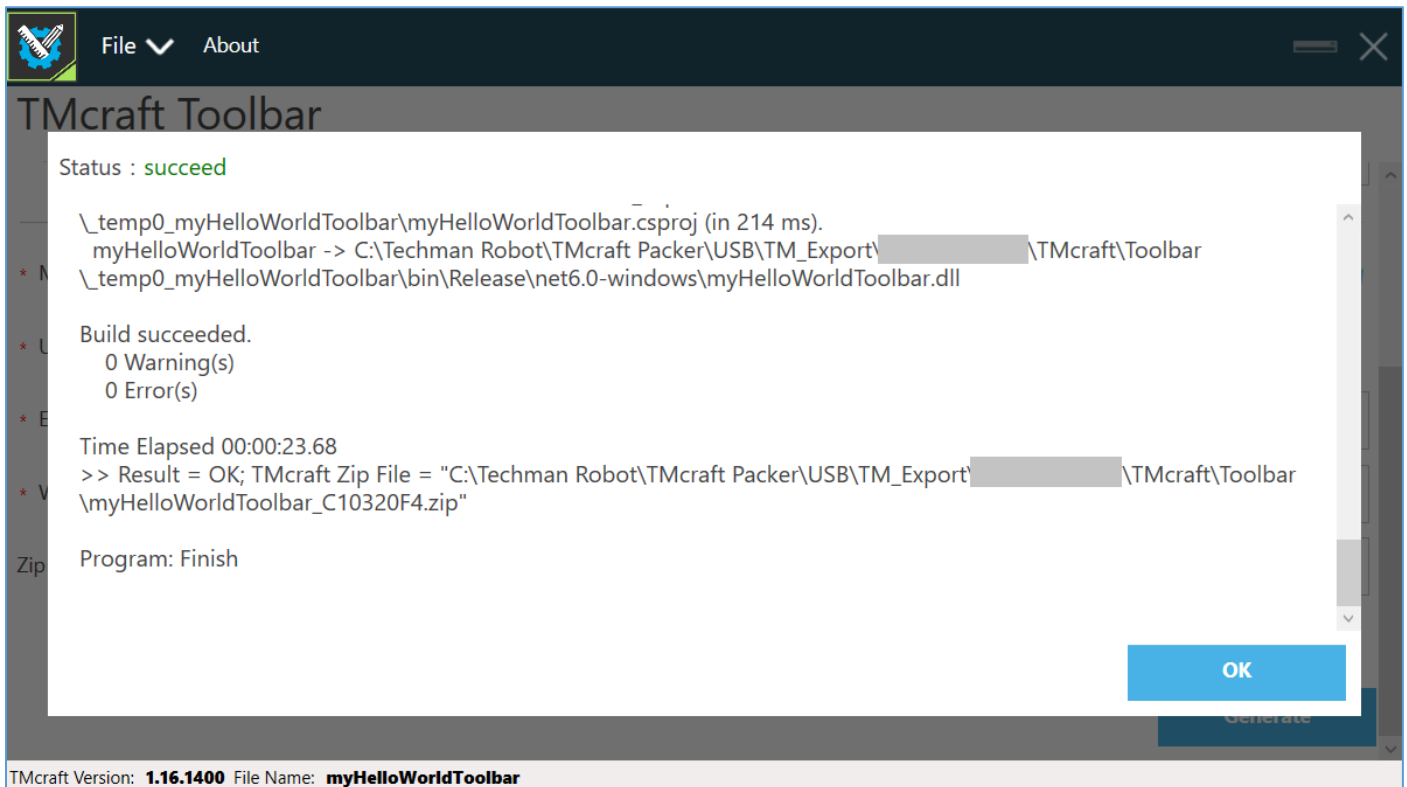 File About
TMcraft Toolbar
Status : succeed
\_temp0_myHelloWorldToolbar\myHelloWorldToolbar.csproj (in 214 ms).
myHelloWorldToolbar -> C:\Techman Robot\TMcraft Packer\USB\TM_Export\ \TMcraft\Toolbar
\_temp0_myHelloWorldToolbar\bin\Release\net6.0-windows\myHelloWorldToolbar.dll
Build succeeded.
0 Warning(s)
0 Error(s)
Time Elapsed 00:00:23.68
>> Result = OK; TMcraft Zip File = "C:\Techman Robot\TMcraft Packer\USB\TM_Export\ \TMcraft\Toolbar
\myHelloWorldToolbar_C10320F4.zip"
Zip
Program: Finish
OK
Generate
TMcraft Version: 1.16.1400 File Name: myHelloWorldToolbar